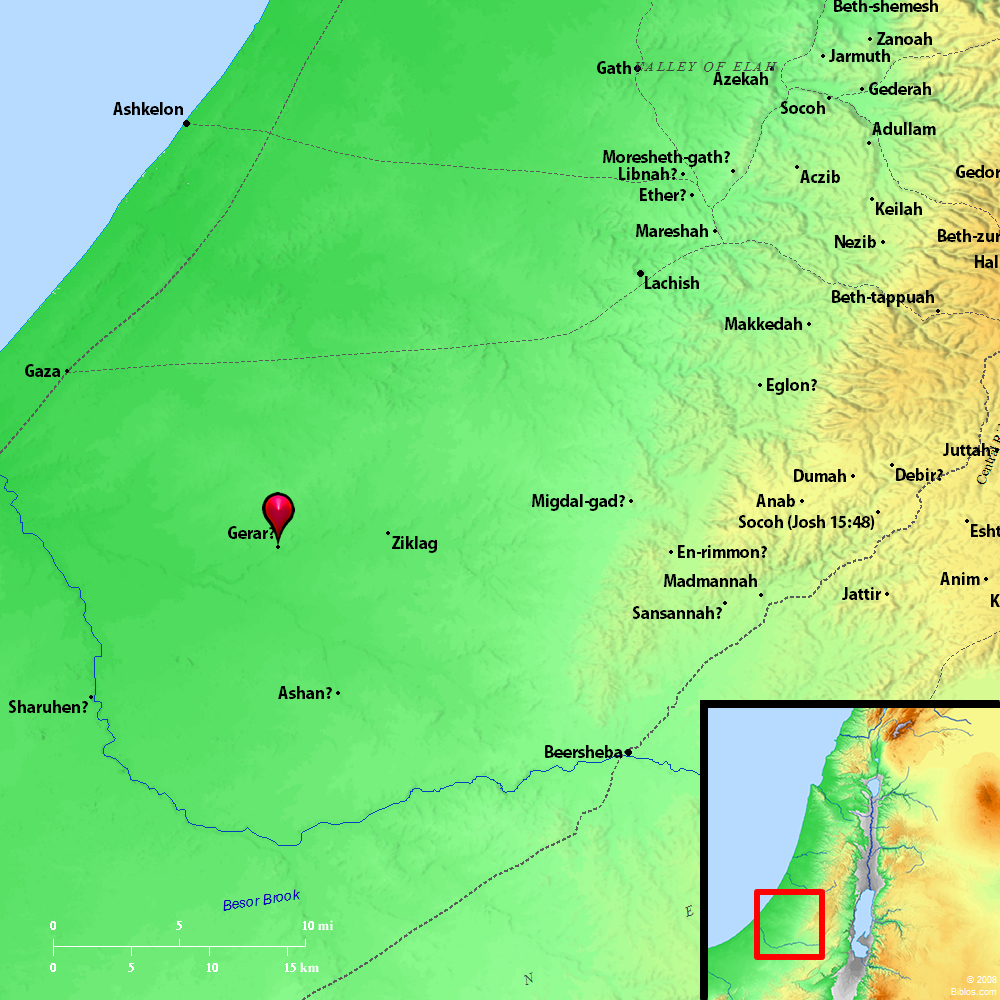 Beth-shemesh
Zanoah
Jarmuth
Gath
VALLEY OF ELAH
Azekah
Gederah
Socoh
Ashkelon
Adullam
Moresheth-gath?
Libnah?
Aczib
Gedor
Ether?
Keilah
Mareshah
Nezib
Beth-zur
Hal
Lachish
Beth-tappuah
Makkedah
Gaza
Eglon?
Juttah
Central R
Dumah
Debir?
Migdal-gad?
Anab
Socoh (Josh 15:48)
Gerar?
Ziklag
Esht
En-rimmon?
Madmannah
Anim
Jattir
K
Sansannah?
Ashan?
Sharuhen?
Beersheba
Besor Brook
E
N
0 5 10 mi
0 5 10 15 km
© 2008
Biblos.com